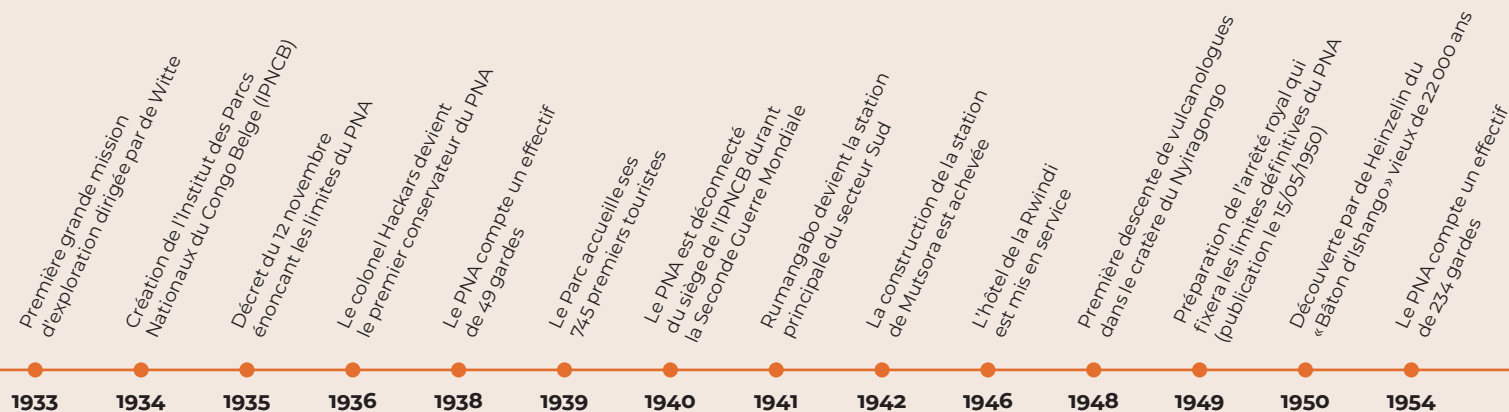 Première grande mission
d'exploration dirigée par de Witte
1933
Création de l'Institut des Parcs
Nationaux du Congo Belge (IPNCB)
1934
Décret du 12 novembre
énoncant les limites du PNA
1935
Le colonel Hackars devient
le premier conservateur du PNA
1936
Le PNA compte un effectif
de 49 gardes
1938
Le Parc accueille ses
745 premiers touristes
1939
Le PNA est déconnecté
du siège de l'IPNCB durant
la Seconde Guerre Mondiale
1940
Rumangabo devient la station
principale du secteur Sud
1941
La construction de la station
de Mutsora est achevée
1942
L'hôtel de la Rwindi
est mis en service
1946
Première descente de vulcanologues
dans le cratère du Nyiragongo
1948
Préparation de l'arrêté royal qui
fixera les limites définitives du PNA
(publication le 15/05/1950)
1949
Découverte par de Heinzelin du
« Bâton d'Ishango » vieux de 22 000 ans
1950
Le PNA compte un effectif
de 234 gardes
1954